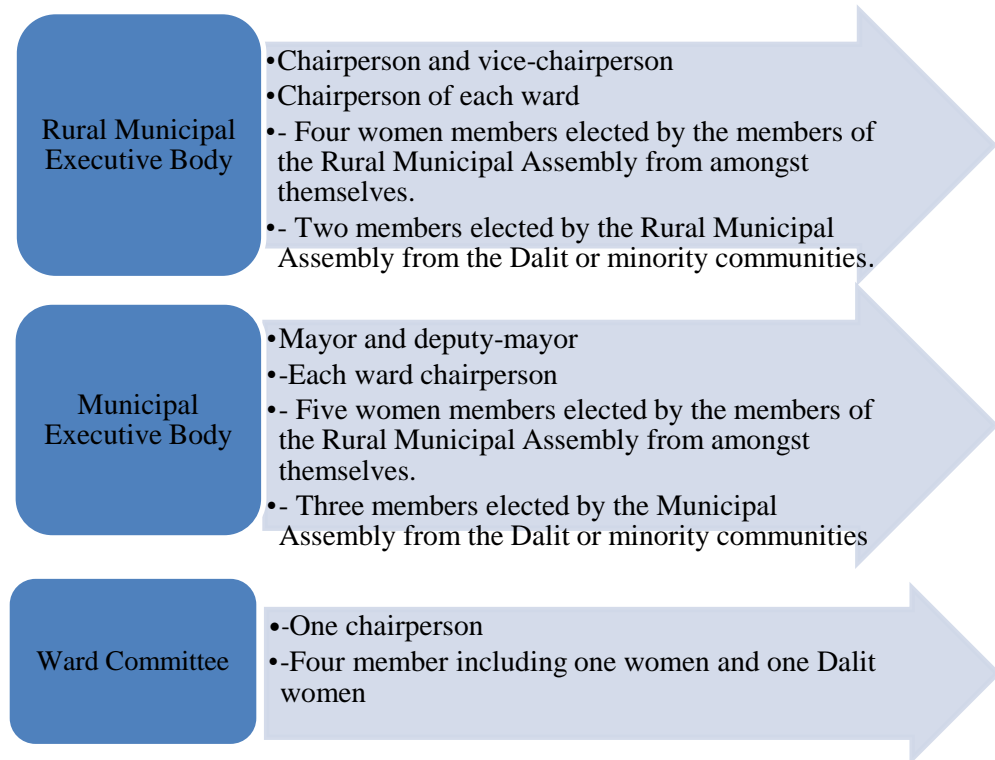 Rural Municipal
Executive Body
•Chairperson and vice-chairperson
•Chairperson of each ward
•- Four women members elected by the members of
the Rural Municipal Assembly from amongst
themselves.
•- Two members elected by the Rural Municipal
Assembly from the Dalit or minority communities.
Municipal
Executive Body
•Mayor and deputy-mayor
•-Each ward chairperson
•- Five women members elected by the members of
the Rural Municipal Assembly from amongst
themselves.
•- Three members elected by the Municipal
Assembly from the Dalit or minority communities
Ward Committee
•-One chairperson
•-Four member including one women and one Dalit
women